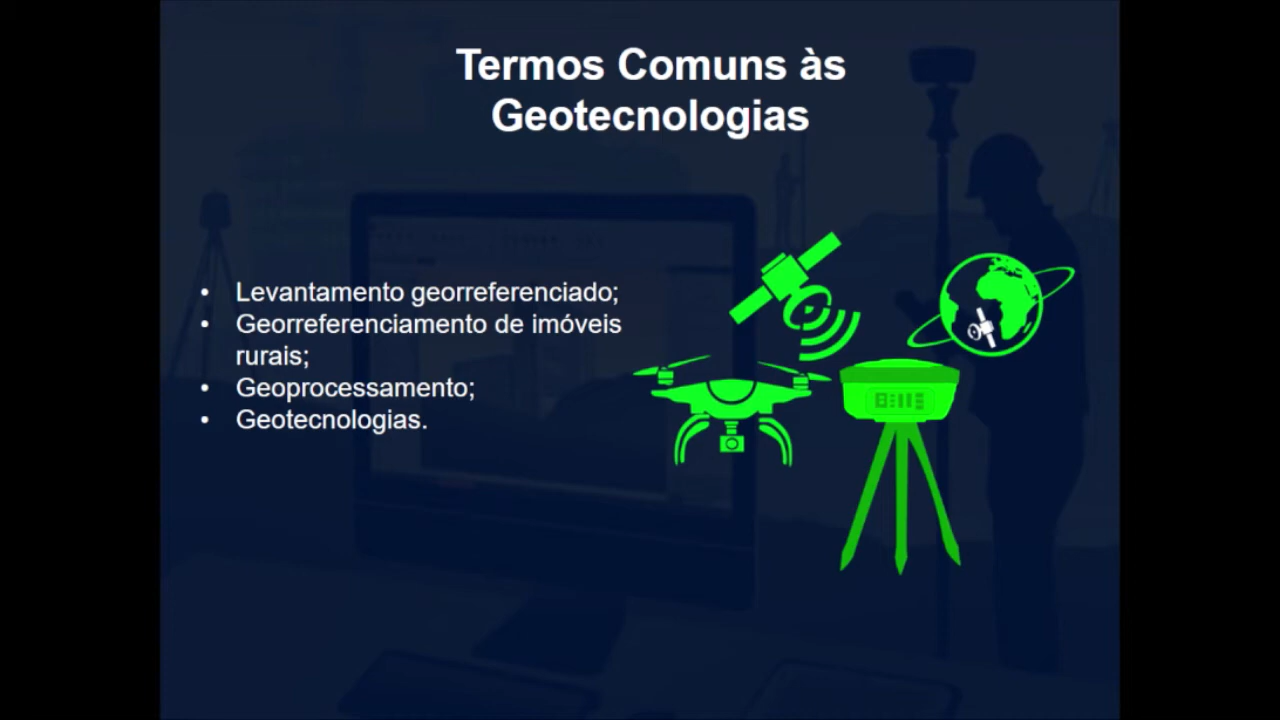 Termos Comuns às
Geotecnologias
• Levantamento georreferenciado;
• Georreferenciamento de imóveis
rurais;
• Geoprocessamento;
• Geotecnologias.